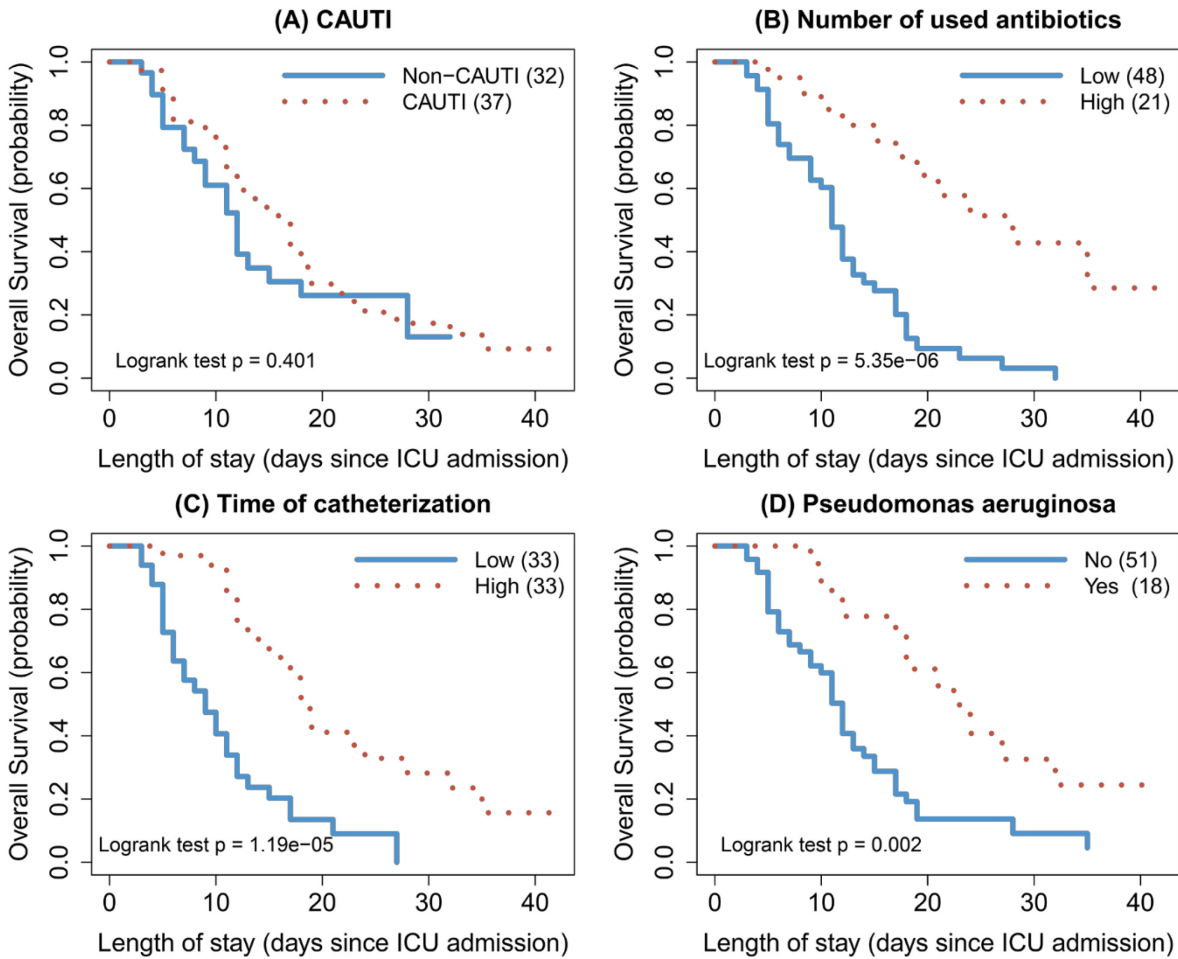 (A) CAUTI
Overall Survival (probability)
1.0
0.8
0.6
0.4
0.2
0.0
Non−CAUTI (32)
CAUTI (37)
Logrank test p = 0.401
0 10 20 30 40
Length of stay (days since ICU admission)
(B) Number of used antibiotics
Overall Survival (probability)
1.0
0.8
0.6
0.4
0.2
0.0
Low (48)
High (21)
Logrank test p = 5.35e−06
0 10 20 30 40
Length of stay (days since ICU admission)
(C) Time of catheterization
Overall Survival (probability)
1.0
0.8
0.6
0.4
0.2
0.0
Low (33)
High (33)
Logrank test p = 1.19e−05
0 10 20 30 40
Length of stay (days since ICU admission)
(D) Pseudomonas aeruginosa
Overall Survival (probability)
1.0
0.8
0.6
0.4
0.2
0.0
No (51)
Yes (18)
Logrank test p = 0.002
0 10 20 30 40
Length of stay (days since ICU admission)